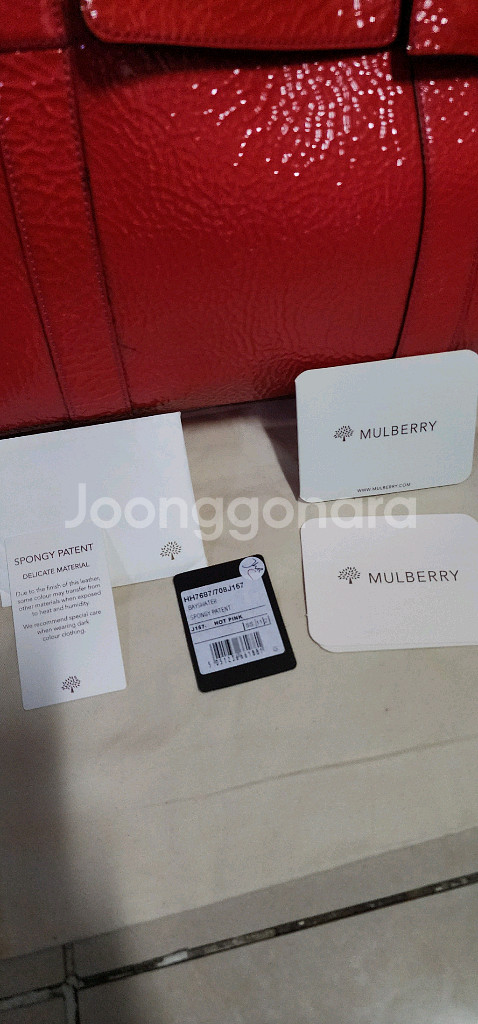 MULBERRY
WWW.MULBERRY.COM
Joonggonara
SPONGY PATENT
DELICATE MATERIAL
Due to the finish of this leather,
some colour may transfer from
other materials when exposed
to heat and humidity.
We recommend special care
when wearing dark
colour clothing.
HH7687/708J167
BAYSWATER
SPONGY PATENT
J167- HOT PINK
MULBERRY